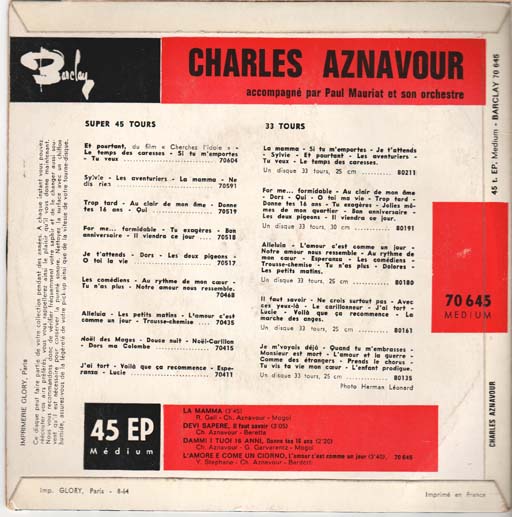 Barclay
CHARLES AZNAVOUR
accompagné par Paul Mauriat et son orchestre
SUPER 45 TOURS
Et pourtant, du film « Cherchez l'idole » -
Le temps des caresses - Si tu m'emportes
- Tu veux 70604
Sylvie - Les aventuriers - La mamma - Ne
dis rien 70591
Trop tard - Au clair de mon âme - Donne
tes 16 ans - Qui 70519
For me... formidable - Tu exagères - Bon
anniversaire - Il viendra ce jour .... 70518
Je t'attends - Dors - Les deux pigeons -
O toi la vie 70517
Les comédiens - Au rythme de mon cœur -
Tu n'as plus - Notre amour nous ressemble.
70468
Alleluia - Les petits matins - L'amour c'est
comme un jour - Trousse-chemise .... 70435
Noël des Mages - Douce nuit - Noël-Carillon
- Dors ma Colombe 70415
J'ai tort - Voilà que ça recommence - Espe-
ranza - Lucie 70411
33 TOURS
La mamma - Si tu m'emportes - Je t'attends
- Sylvie - Et pourtant - Les aventuriers -
Tu veux - Le temps des caresses.
Un disque 33 tours, 25 cm 80211
For me... formidable - Au clair de mon âme
- Dors - Qui - O toi ma vie - Trop tard -
Donne tes 16 ans - Tu exagères - Jolies mô-
mes de mon quartier - Bon anniversaire -
Les deux pigeons - Il viendra ce jour.
Un disque 33 tours, 30 cm 80191
Alleluia - L'amour c'est comme un jour -
Notre amour nous ressemble - Au rythme de
mon cœur - Esperanza - Les comédiens -
Trousse-chemise - Tu n'as plus - Dolores -
Les petits matins.
Un disque 33 tours, 25 cm 80180
Il faut savoir - Ne crois surtout pas - Avec
ces yeux-là - Le carillonneur - J'ai tort -
Lucie - Voilà que ça recommence - La
marche des anges.
Un disque 33 tours, 25 cm 80161
Je m'voyais déjà - Quand tu m'embrasses -
Monsieur est mort - L'amour et la guerre -
Comme des étrangers - Prends le chorus -
Tu vis ta vie mon cœur - L'enfant prodigue.
Un disque 33 tours, 25 cm 80135
Photo Herman Léonard
45 EP
Médium
LA MAMMA (3'45)
R. Gall - Ch. Aznavour - Mogol
DEVI SAPERE, Il faut savoir (3'05)
Ch. Aznavour - Beretta
DAMMI I TUOI 16 ANNI, Donne tes 16 ans (2'20)
Ch. Aznavour - G. Garvarentz - Mogol
L'AMORE E COME UN GIORNO, L'amour c'est comme un jour (3'40), 70 645
Y. Stephane - Ch. Aznavour - Bardotti
45 t. EP. Medium - BARCLAY 70 645
70 645
MEDIUM
CHARLES AZNAVOUR
IMPRIMERIE GLORY, Paris
Ce disque peut faire partie de votre collection pendant des années. A chaque instant vous pouvez
Imp. GLORY, Paris - 8-64
Imprimé en France